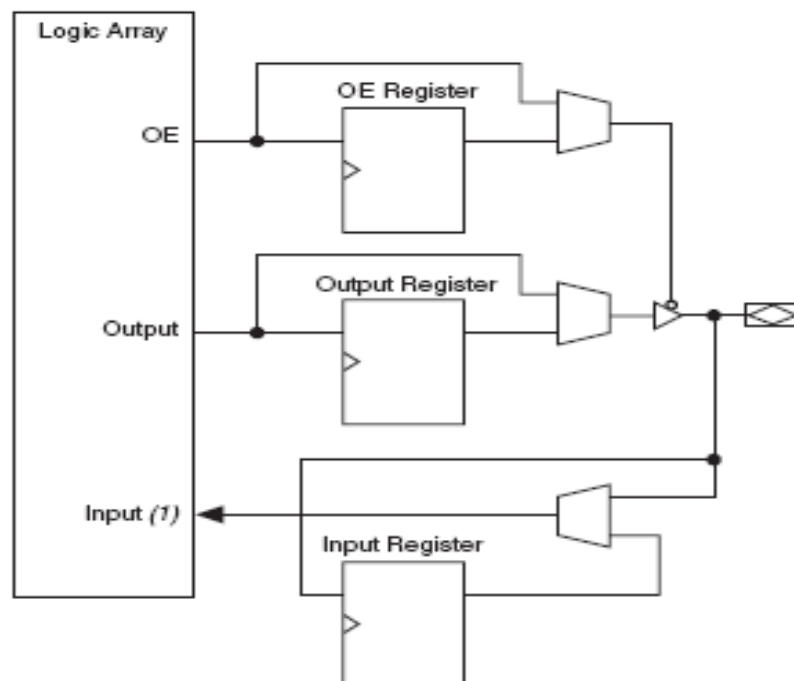 Logic Array
OE Register
OE
Output Register
Output
Input (1)
Input Register